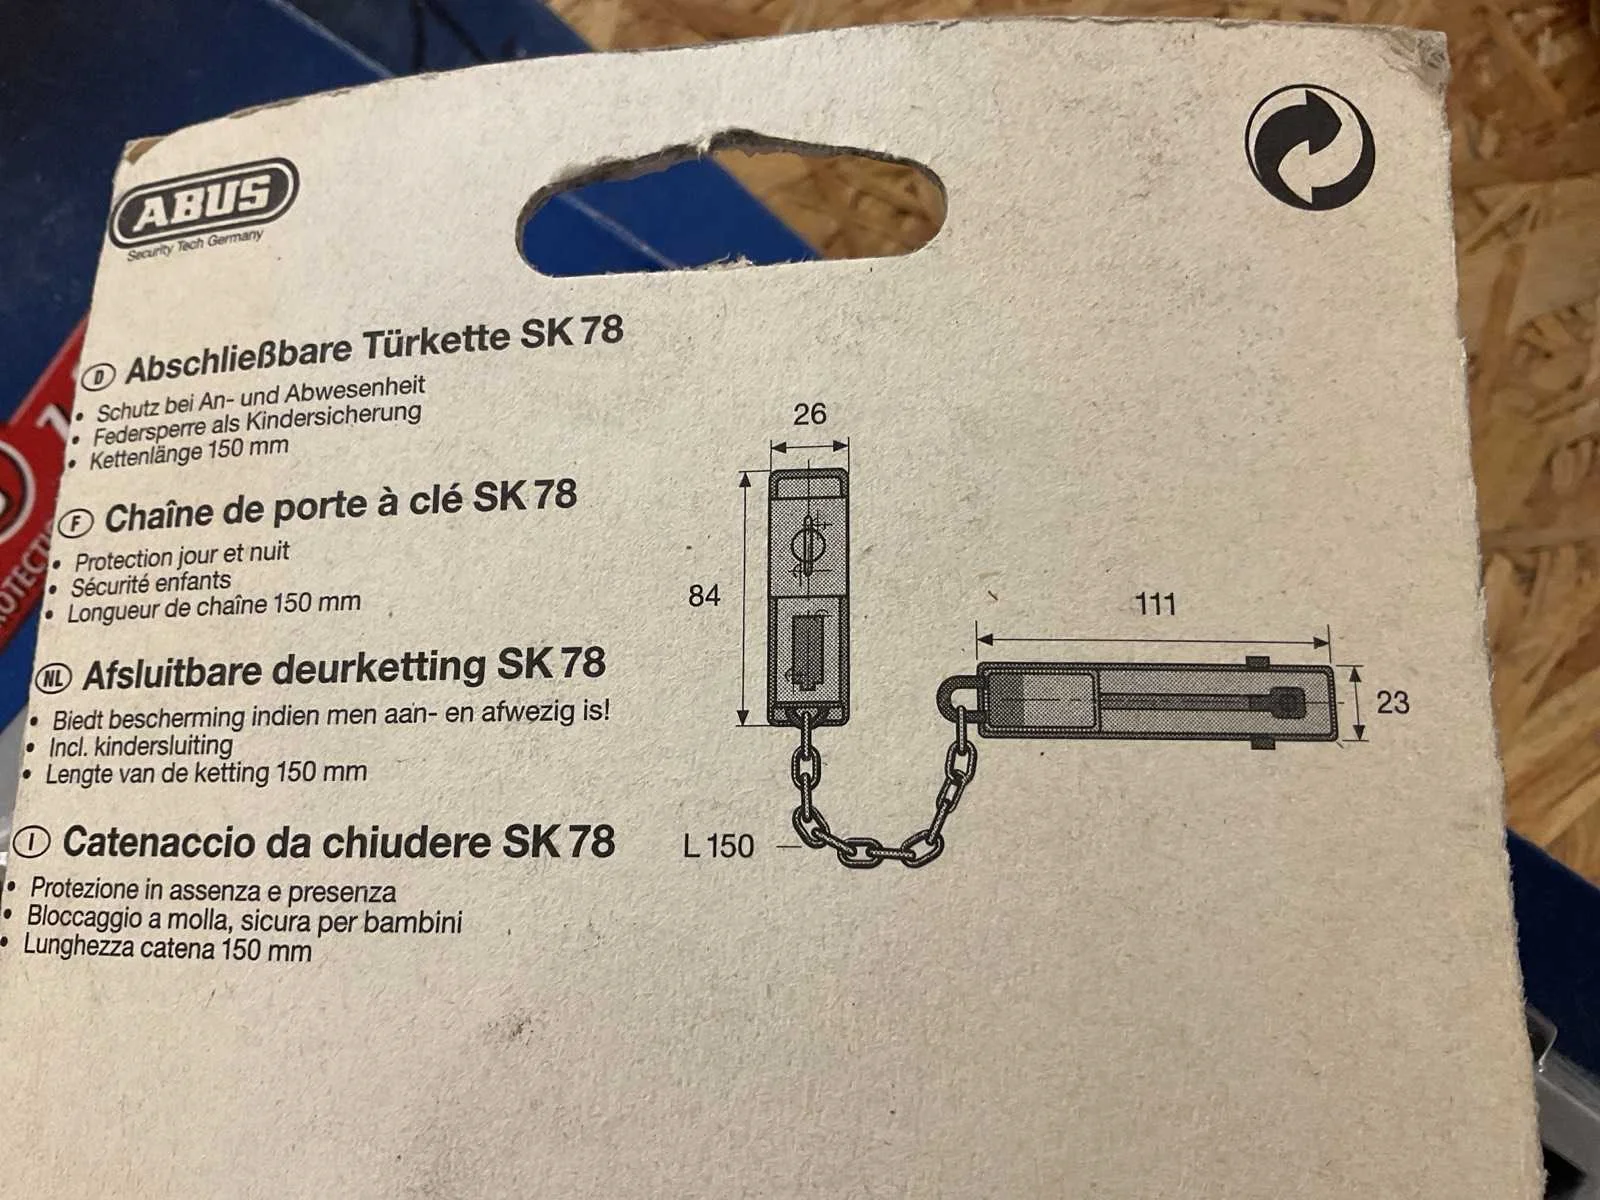 ABUS
Security Tech Germany
D Abschließbare Türkette SK 78
• Schutz bei An- und Abwesenheit
• Federsperre als Kindersicherung
• Kettenlänge 150 mm
F Chaîne de porte à clé SK 78
• Protection jour et nuit
• Sécurité enfants
• Longueur de chaîne 150 mm
NL Afsluitbare deurketting SK 78
• Biedt bescherming indien men aan- en afwezig is!
• Incl. kindersluiting
• Lengte van de ketting 150 mm
I Catenaccio da chiudere SK 78
• Protezione in assenza e presenza
• Bloccaggio a molla, sicura per bambini
• Lunghezza catena 150 mm
26
84
111
23
L 150